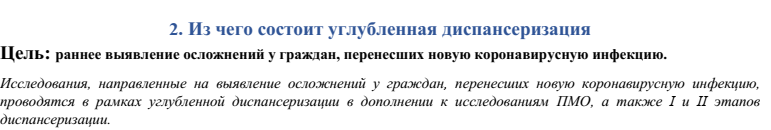 2. Из чего состоит углубленная диспансеризация
Цель: раннее выявление осложнений у граждан, перенесших новую коронавирусную инфекцию.
Исследования, направленные на выявление осложнений у граждан, перенесших новую коронавирусную инфекцию,
проводятся в рамках углубленной диспансеризации в дополнении к исследованиям ПМО, а также I и II этапов
диспансеризации.